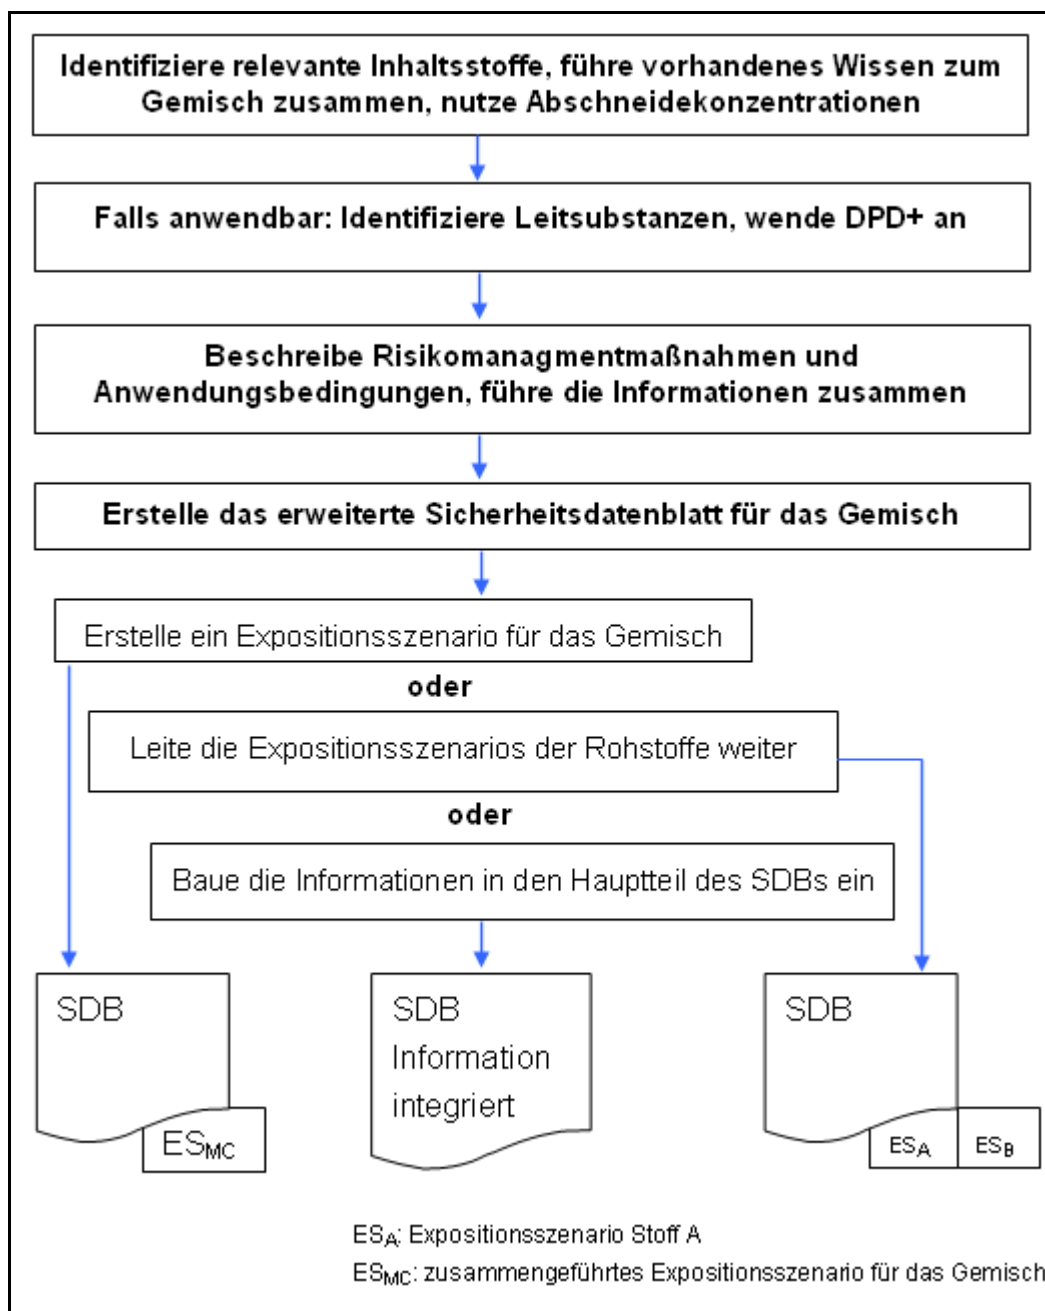 Identifiziere relevante Inhaltsstoffe, führe vorhandenes Wissen zum
Gemisch zusammen, nutze Abschneidekonzentrationen
Falls anwendbar: Identifiziere Leitsubstanzen, wende DPD+ an
Beschreibe Risikomanagmentmaßnahmen und
Anwendungsbedingungen, führe die Informationen zusammen
Erstelle das erweiterte Sicherheitsdatenblatt für das Gemisch
Erstelle ein Expositionsszenario für das Gemisch
oder
Leite die Expositionsszenarios der Rohstoffe weiter
oder
Baue die Informationen in den Hauptteil des SDBs ein
SDB
ESMC
SDB
Information
integriert
SDB
ESA
ESB
ESA: Expositionsszenario Stoff A
ESMC: zusammengeführtes Expositionsszenario für das Gemisch